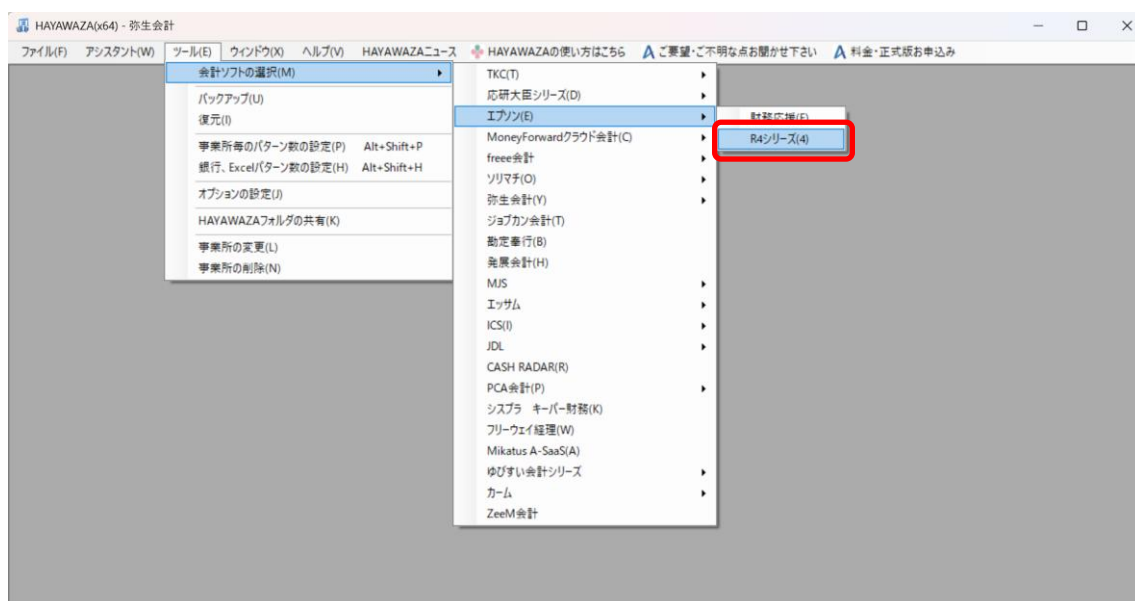 HAYAWAZA(x64) - 弥生会計
ファイル(F) アシスタント(W) ツール(E) ウィンドウ(X) ヘルプ(V) HAYAWAZAニュース HAYAWAZAの使い方はこちら ご要望・ご不明な点お聞かせ下さい 料金・正式版お申込み
会計ソフトの選択(M)
バックアップ(U)
復元(I)
事業所毎のパターン数の設定(P) Alt+Shift+P
銀行、Excelパターン数の設定(H) Alt+Shift+H
オプションの設定(J)
HAYAWAZAフォルダの共有(K)
事業所の変更(L)
事業所の削除(N)
TKC(T)
応研大臣シリーズ(D)
エプソン(E)
MoneyForwardクラウド会計(C)
freee会計
ソリマチ(O)
弥生会計(Y)
ジョブカン会計(T)
勘定奉行(B)
発展会計(H)
MJS
エッサム
ICS(I)
JDL
CASH RADAR(R)
PCA会計(P)
シスプラ キーパー財務(K)
フリーウェイ経理(W)
Mikatus A-SaaS(A)
ゆびすい会計シリーズ
カーム
ZeeM会計
財務応援(F)
R4シリーズ(4)